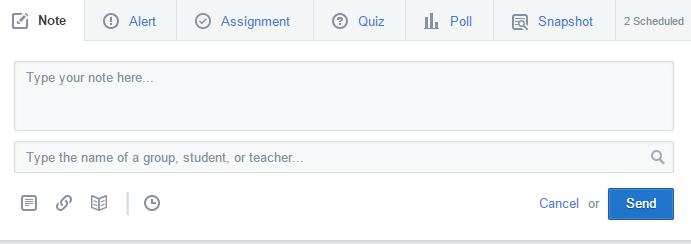 Note Alert Assignment Quiz Poll Snapshot 2 Scheduled
Type your note here...
Type the name of a group, student, or teacher...
Cancel or Send